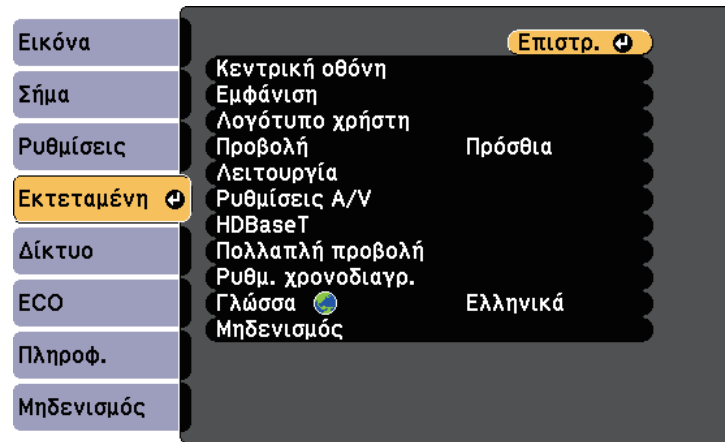 Εικόνα
Σήμα
Ρυθμίσεις
Εκτεταμένη
Δίκτυο
ECO
Πληροφ.
Μηδενισμός
Επιστρ.
Κεντρική οθόνη
Εμφάνιση
Λογότυπο χρήστη
Προβολή Πρόσθια
Λειτουργία
Ρυθμίσεις A/V
HDBaseT
Πολλαπλή προβολή
Ρυθμ. χρονοδιαγρ.
Γλώσσα Ελληνικά
Μηδενισμός